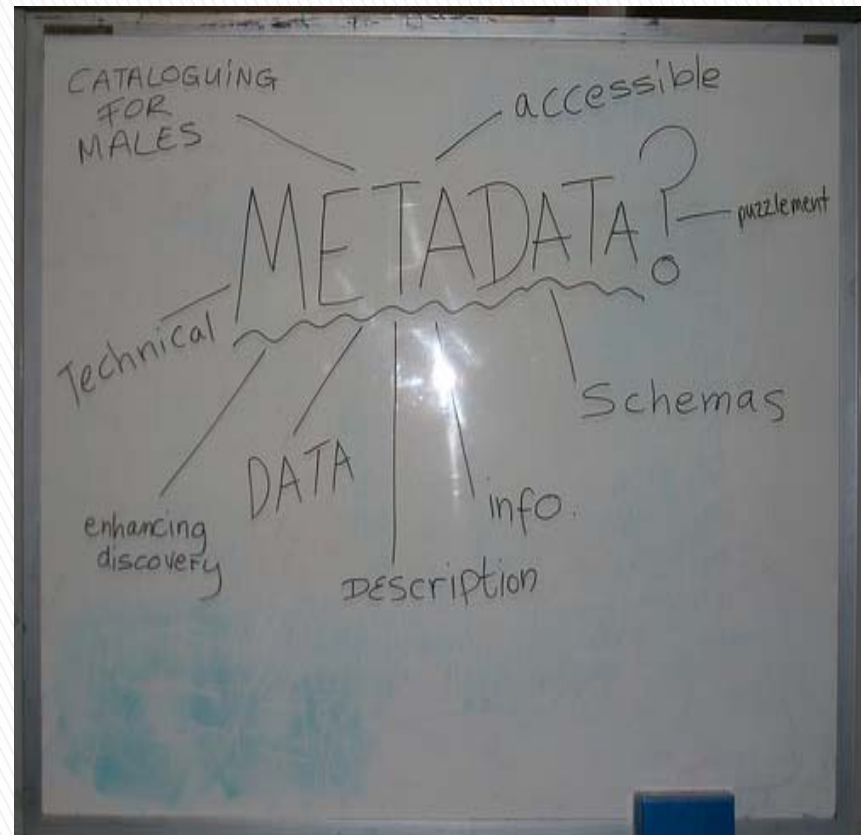 CATALOGUING
FOR
MALES
accessible
METADATA?
puzzlement
Technical
Schemas
DATA
info.
enhancing
discovery
DEscription